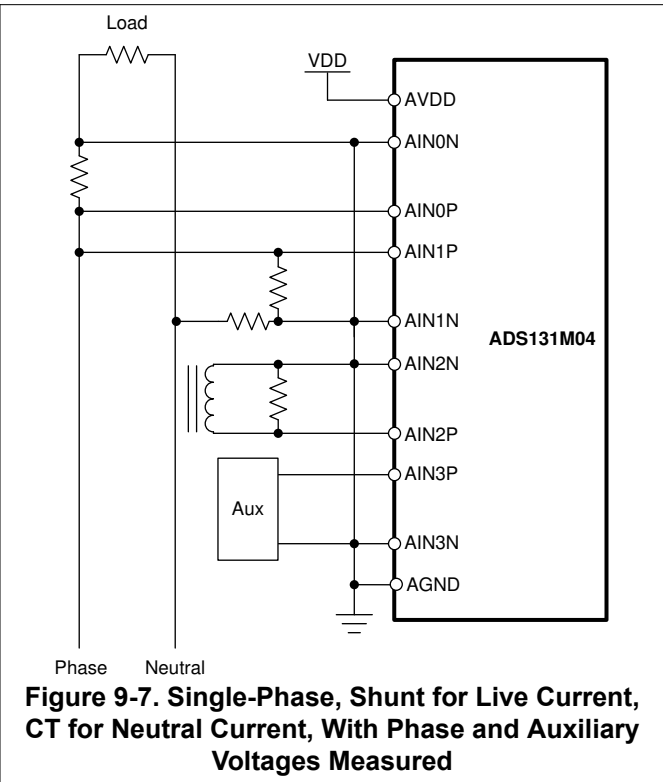 Load
VDD
AVDD
AIN0N
AIN0P
AIN1P
AIN1N
ADS131M04
AIN2N
AIN2P
AIN3P
Aux
AIN3N
AGND
Phase Neutral
Figure 9-7. Single-Phase, Shunt for Live Current,
CT for Neutral Current, With Phase and Auxiliary
Voltages Measured